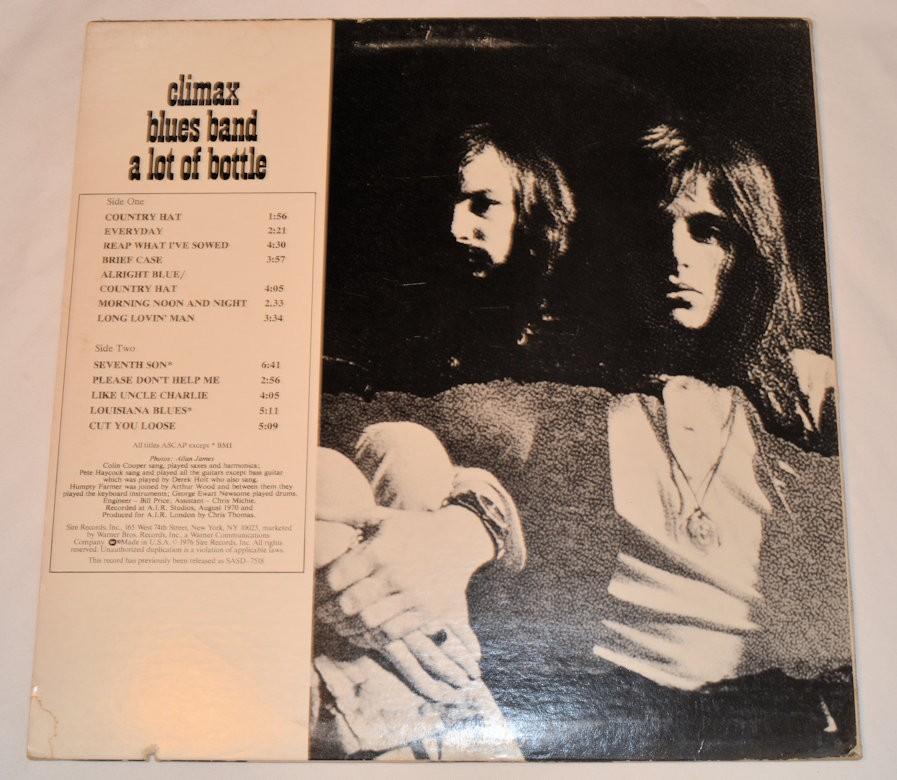 climax
blues band
a lot of bottle
Side One
COUNTRY HAT 1:56
EVERYDAY 2:21
REAP WHAT I'VE SOWED 4:30
BRIEF CASE 3:57
ALRIGHT BLUE/
COUNTRY HAT 4:05
MORNING NOON AND NIGHT 2.33
LONG LOVIN' MAN 3:34
Side Two
SEVENTH SON* 6:41
PLEASE DON'T HELP ME 2:56
LIKE UNCLE CHARLIE 4:05
LOUISIANA BLUES* 5:11
CUT YOU LOOSE 5:09
All titles ASCAP except * BMI
Photos: Allan James
Colin Cooper sang, played saxes and harmonica;
Pete Haycock sang and played all the guitars except bass guitar
which was played by Derek Holt who also sang.
Humpty Farmer was joined by Arthur Wood and between them they
played the keyboard instruments; George Ewart Newsome played drums.
Engineer – Bill Price; Assistant – Chris Michie.
Recorded at A.I.R. Studios, August 1970 and
Produced for A.I.R. London by Chris Thomas.
Sire Records, Inc., 165 West 74th Street, New York, NY 10023, marketed
by Warner Bros. Records, Inc., a Warner Communications
Company. Made in U.S.A. © 1976 Sire Records, Inc. All rights
reserved. Unauthorized duplication is a violation of applicable laws.
This record has previously been released as SASD-7518